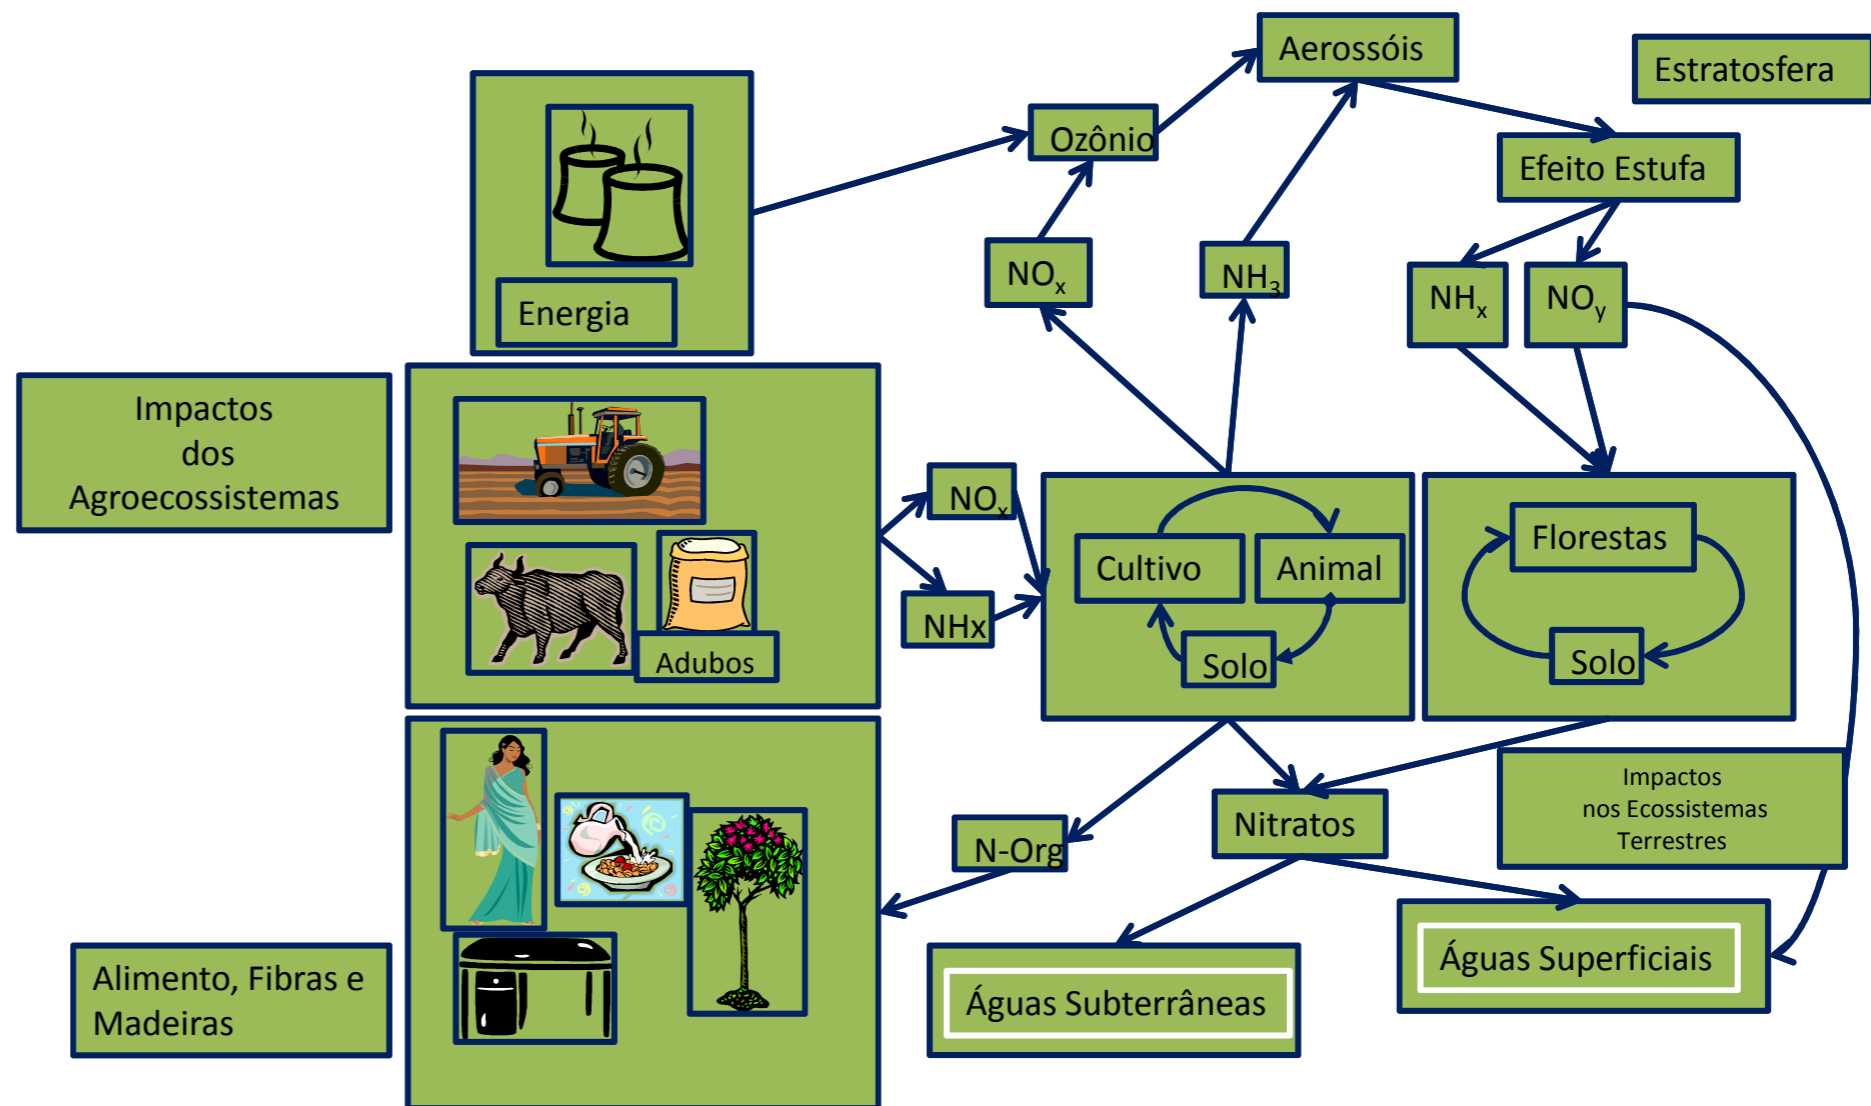 Aerossóis
Estratosfera
Ozônio
Efeito Estufa
NOx
NH3
NHx
NOy
Energia
Impactos
dos
Agroecossistemas
NOx
NHx
Adubos
Cultivo
Animal
Solo
Florestas
Solo
Impactos
nos Ecossistemas
Terrestres
Nitratos
N-Org
Águas Superficiais
Águas Subterrâneas
Alimento, Fibras e
Madeiras